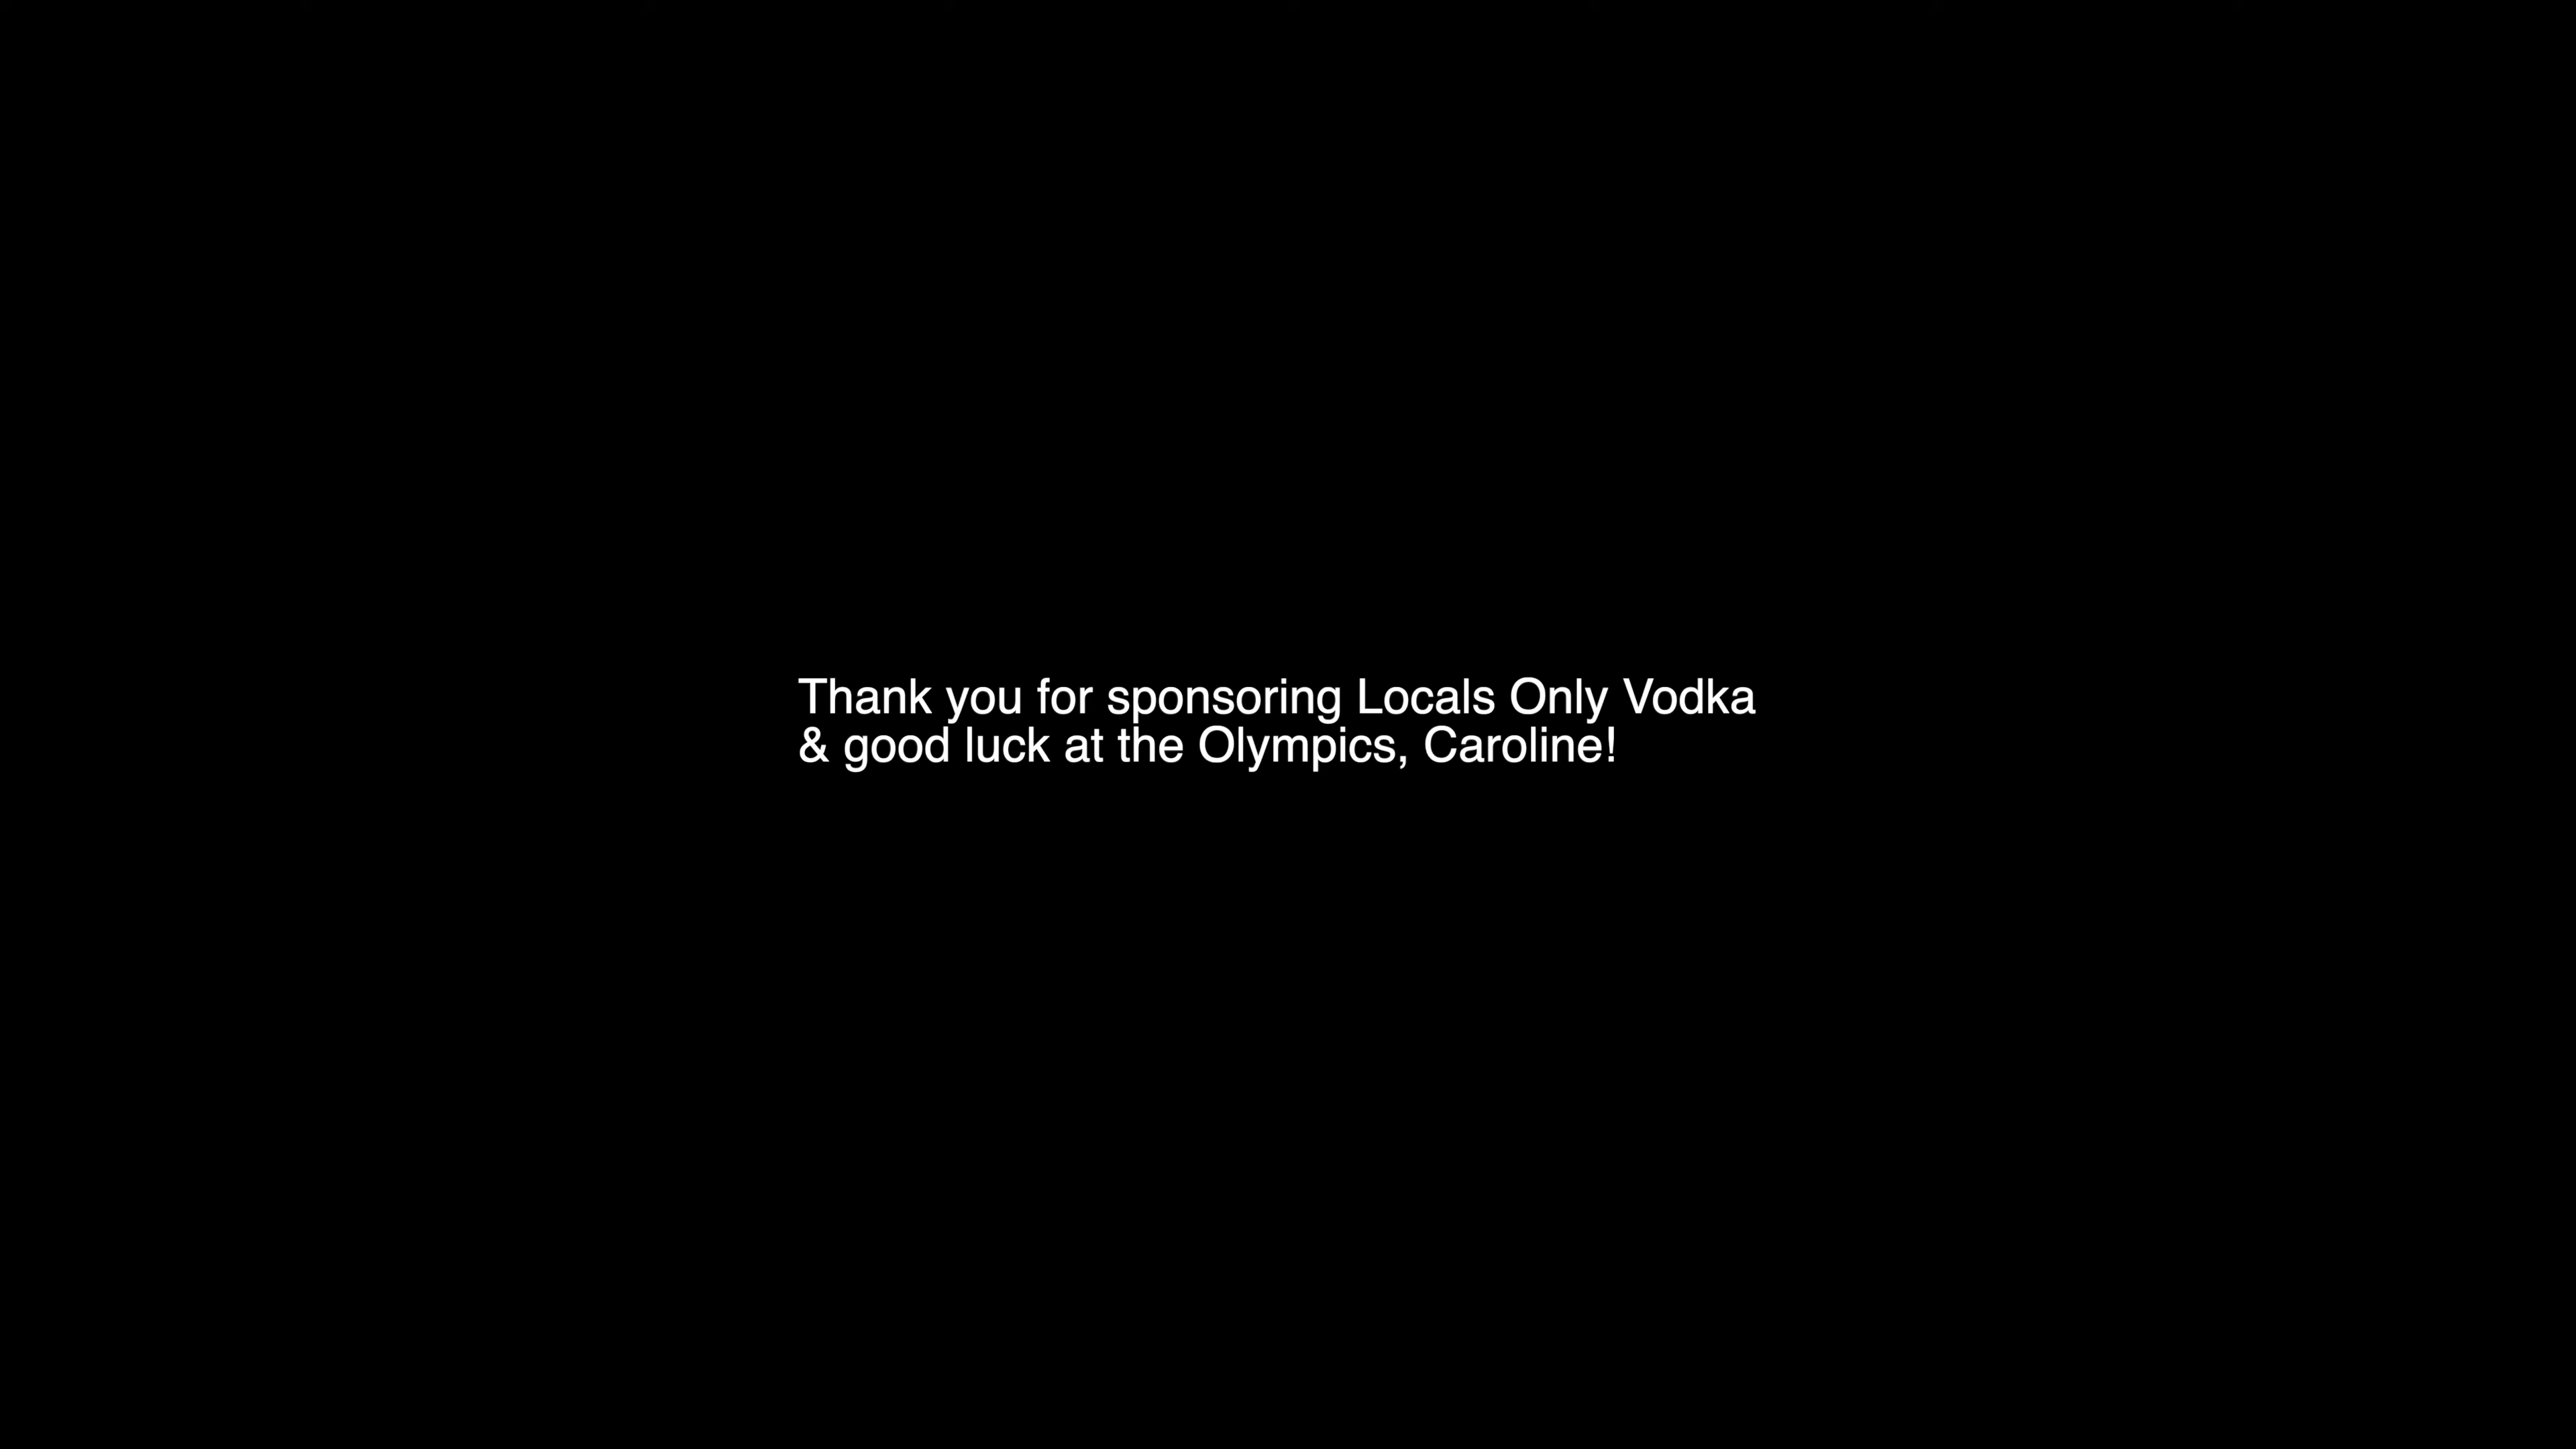 Thank you for sponsoring Locals Only Vodka
& good luck at the Olympics, Caroline!